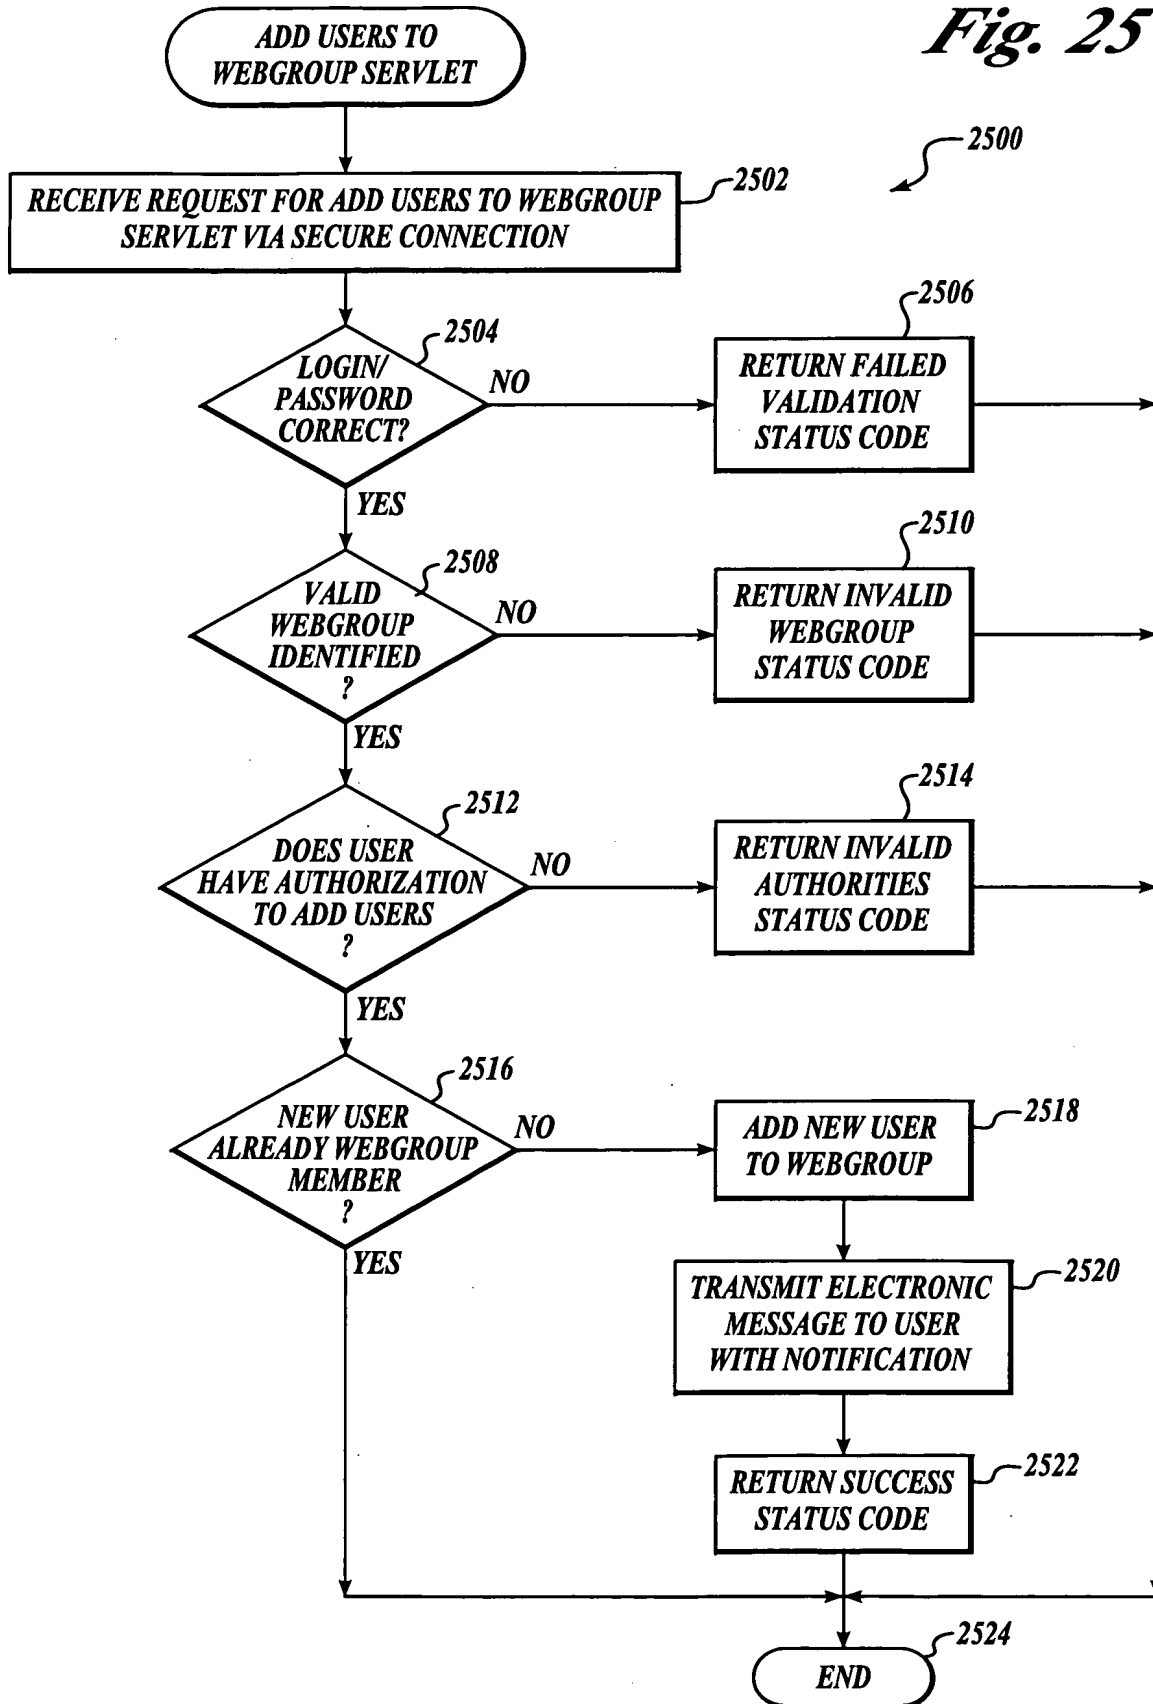 Fig. 25
ADD USERS TO
WEBGROUP SERVLET
2500
2502
RECEIVE REQUEST FOR ADD USERS TO WEBGROUP
SERVLET VIA SECURE CONNECTION
2504
LOGIN/
PASSWORD
CORRECT?
NO
2506
RETURN FAILED
VALIDATION
STATUS CODE
YES
2508
VALID
WEBGROUP
IDENTIFIED
?
NO
2510
RETURN INVALID
WEBGROUP
STATUS CODE
YES
2512
DOES USER
HAVE AUTHORIZATION
TO ADD USERS
?
NO
2514
RETURN INVALID
AUTHORITIES
STATUS CODE
YES
2516
NEW USER
ALREADY WEBGROUP
MEMBER
?
NO
2518
ADD NEW USER
TO WEBGROUP
YES
2520
TRANSMIT ELECTRONIC
MESSAGE TO USER
WITH NOTIFICATION
2522
RETURN SUCCESS
STATUS CODE
2524
END